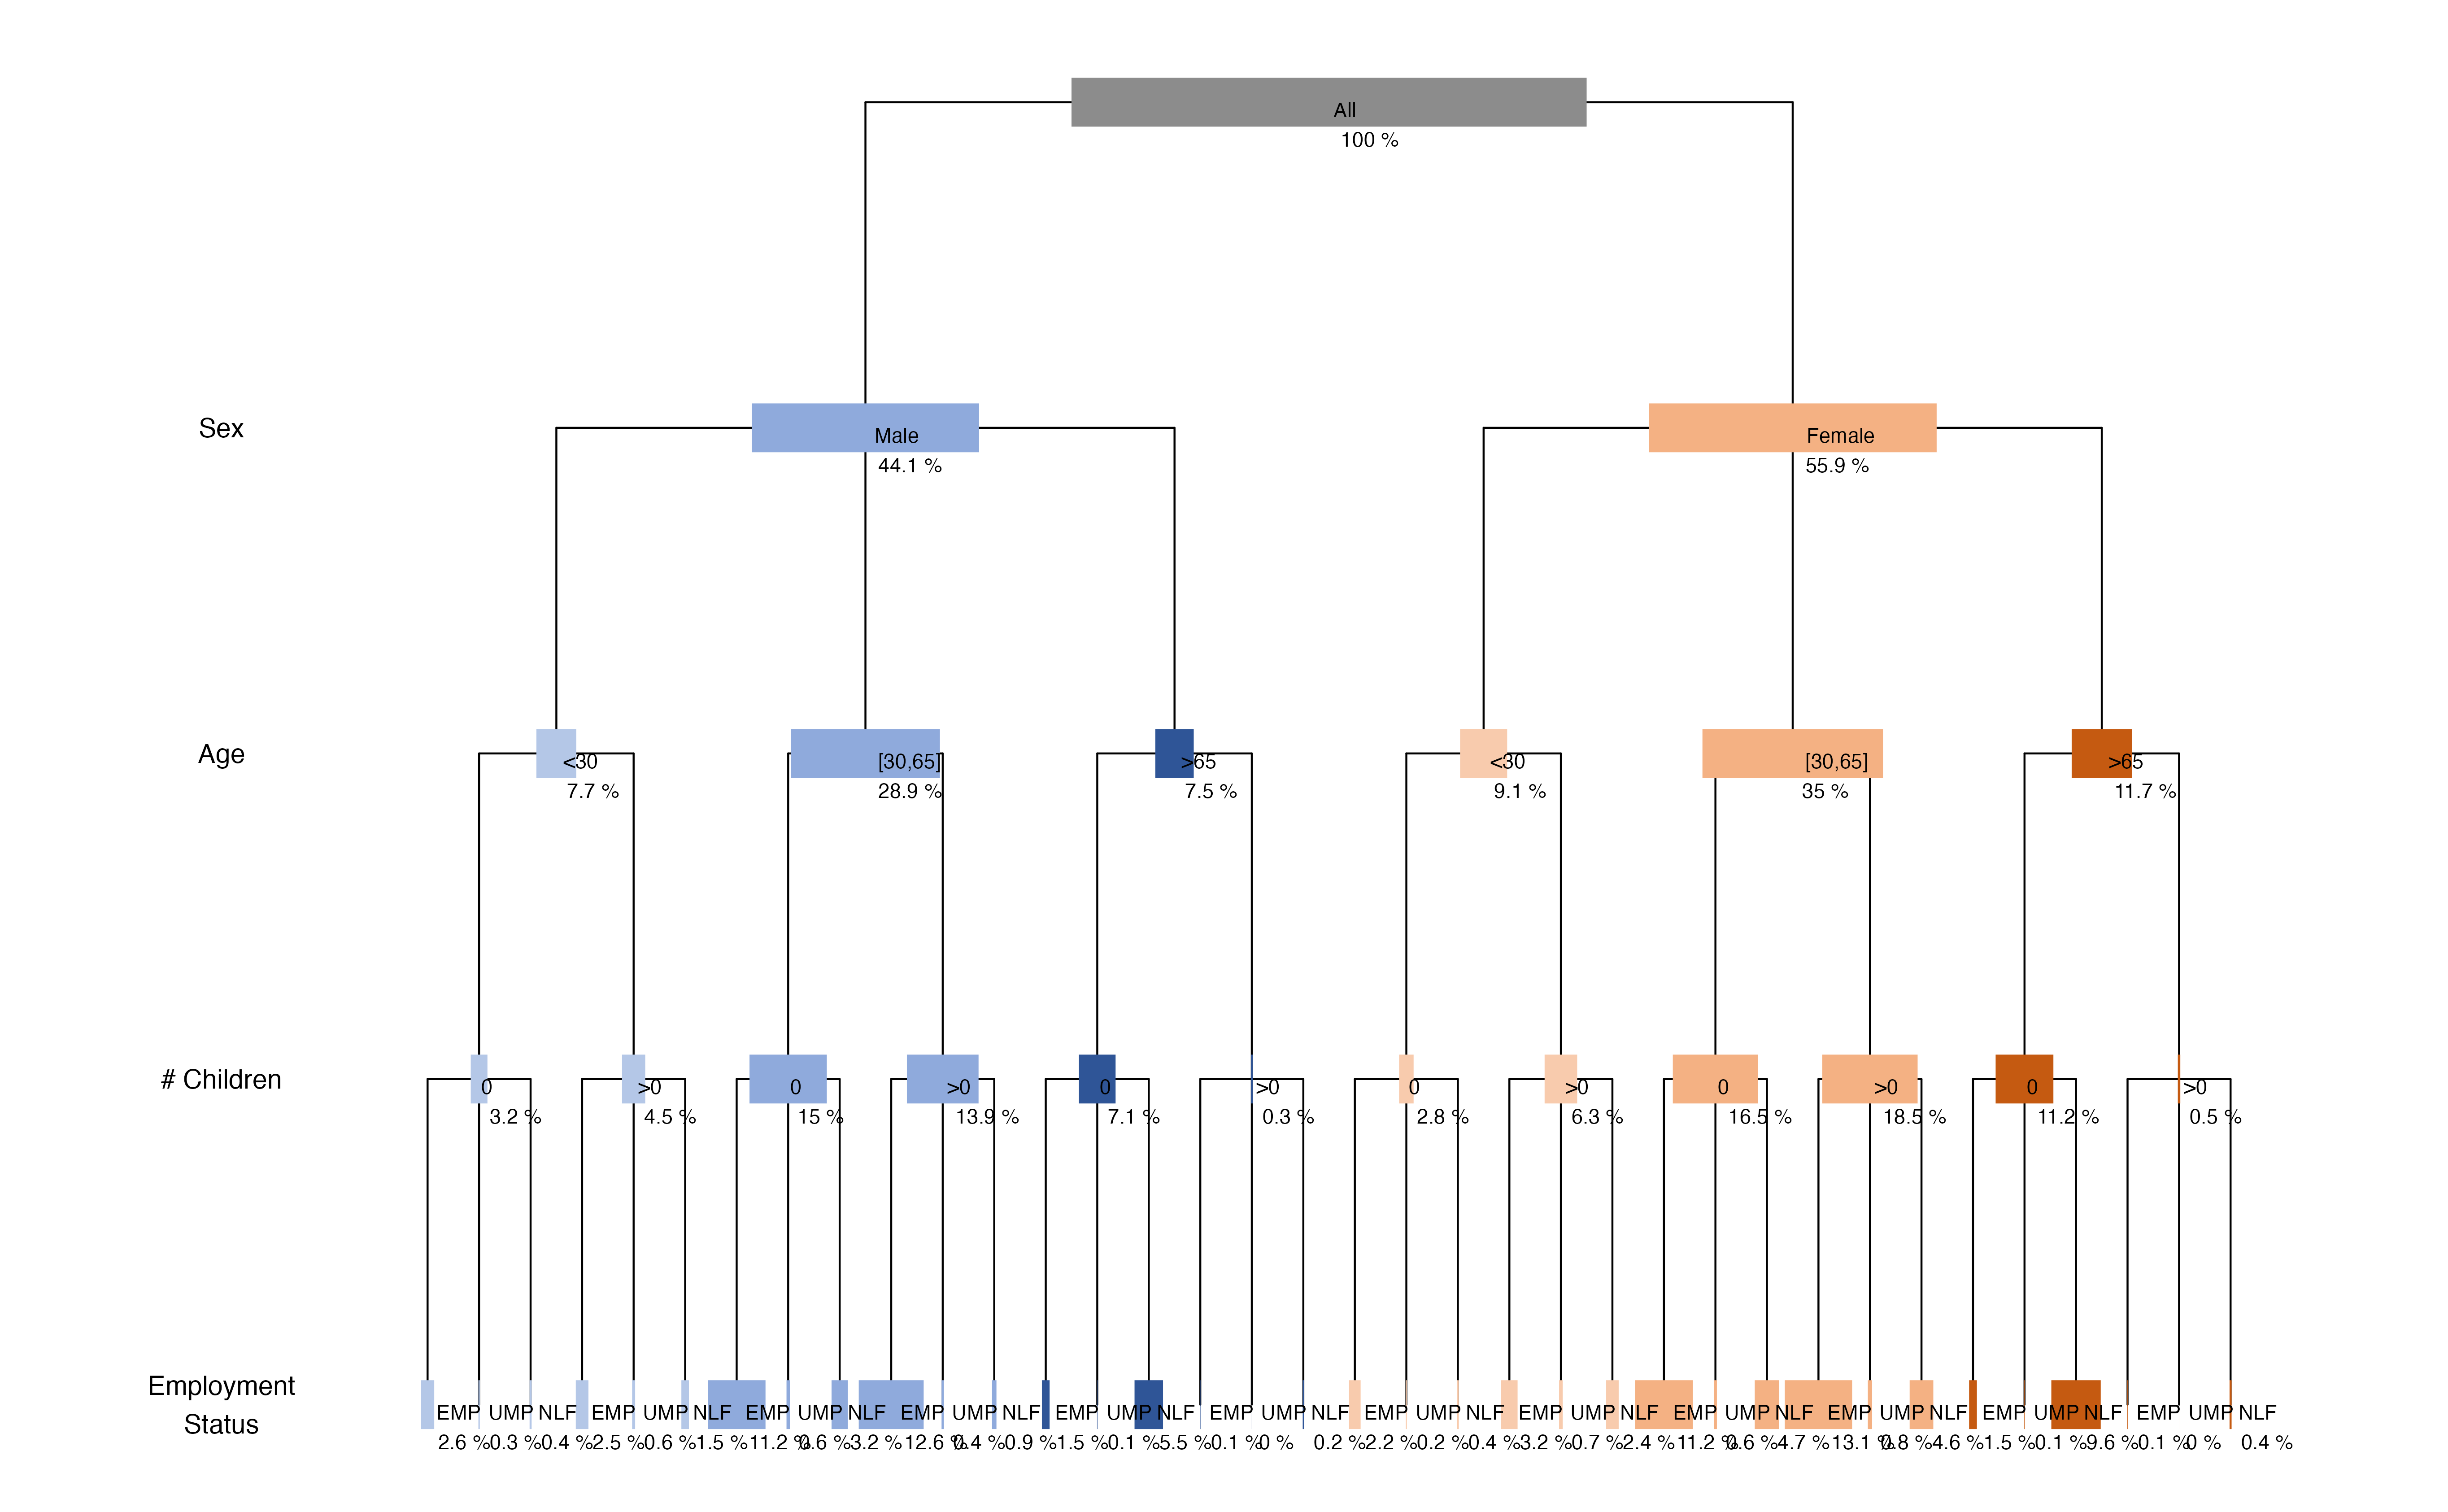 All
100 %
Sex
Male
Female
44.1 %
55.9 %
Age
<30
[30,65]
>65
<30
[30,65]
>65
7.7 %
28.9 %
7.5 %
9.1 %
35 %
11.7 %
# Children
0
>0
0
>0
0
>0
0
>0
0
>0
0
>0
3.2 %
4.5 %
15 %
13.9 %
7.1 %
0.3 %
2.8 %
6.3 %
16.5 %
18.5 %
11.2 %
0.5 %
Employment
Status
EMP
UMP
NLF
EMP
UMP
NLF
EMP
UMP
NLF
EMP
UMP
NLF
EMP
UMP
NLF
EMP
UMP
NLF
EMP
UMP
NLF
EMP
UMP
NLF
EMP
UMP
NLF
EMP
UMP
NLF
EMP
UMP
NLF
EMP
UMP
NLF
2.6 %
0.3 %
0.4 %
2.5 %
0.6 %
1.5 %
11.2 %
0.6 %
3.2 %
12.6 %
0.4 %
0.9 %
1.5 %
0.1 %
5.5 %
0.1 %
0 %
0.2 %
2.2 %
0.2 %
0.4 %
3.2 %
0.7 %
2.4 %
11.2 %
0.6 %
4.7 %
13.1 %
0.8 %
4.6 %
1.5 %
0.1 %
9.6 %
0.1 %
0 %
0.4 %